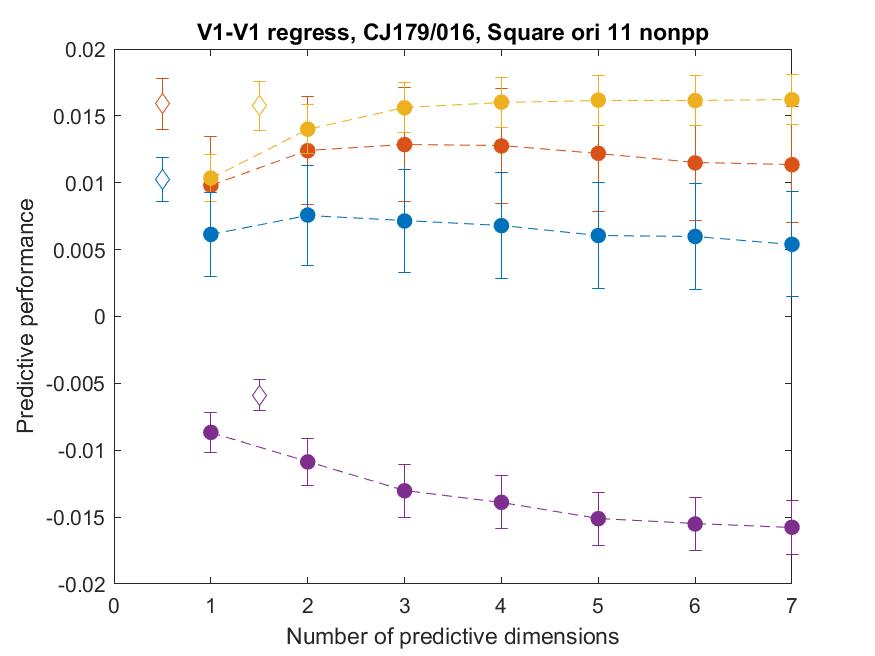 V1-V1 regress, CJ179/016, Square ori 11 nonpp
Predictive performance
0.02
0.015
0.01
0.005
0
-0.005
-0.01
-0.015
-0.02
0 1 2 3 4 5 6 7
Number of predictive dimensions